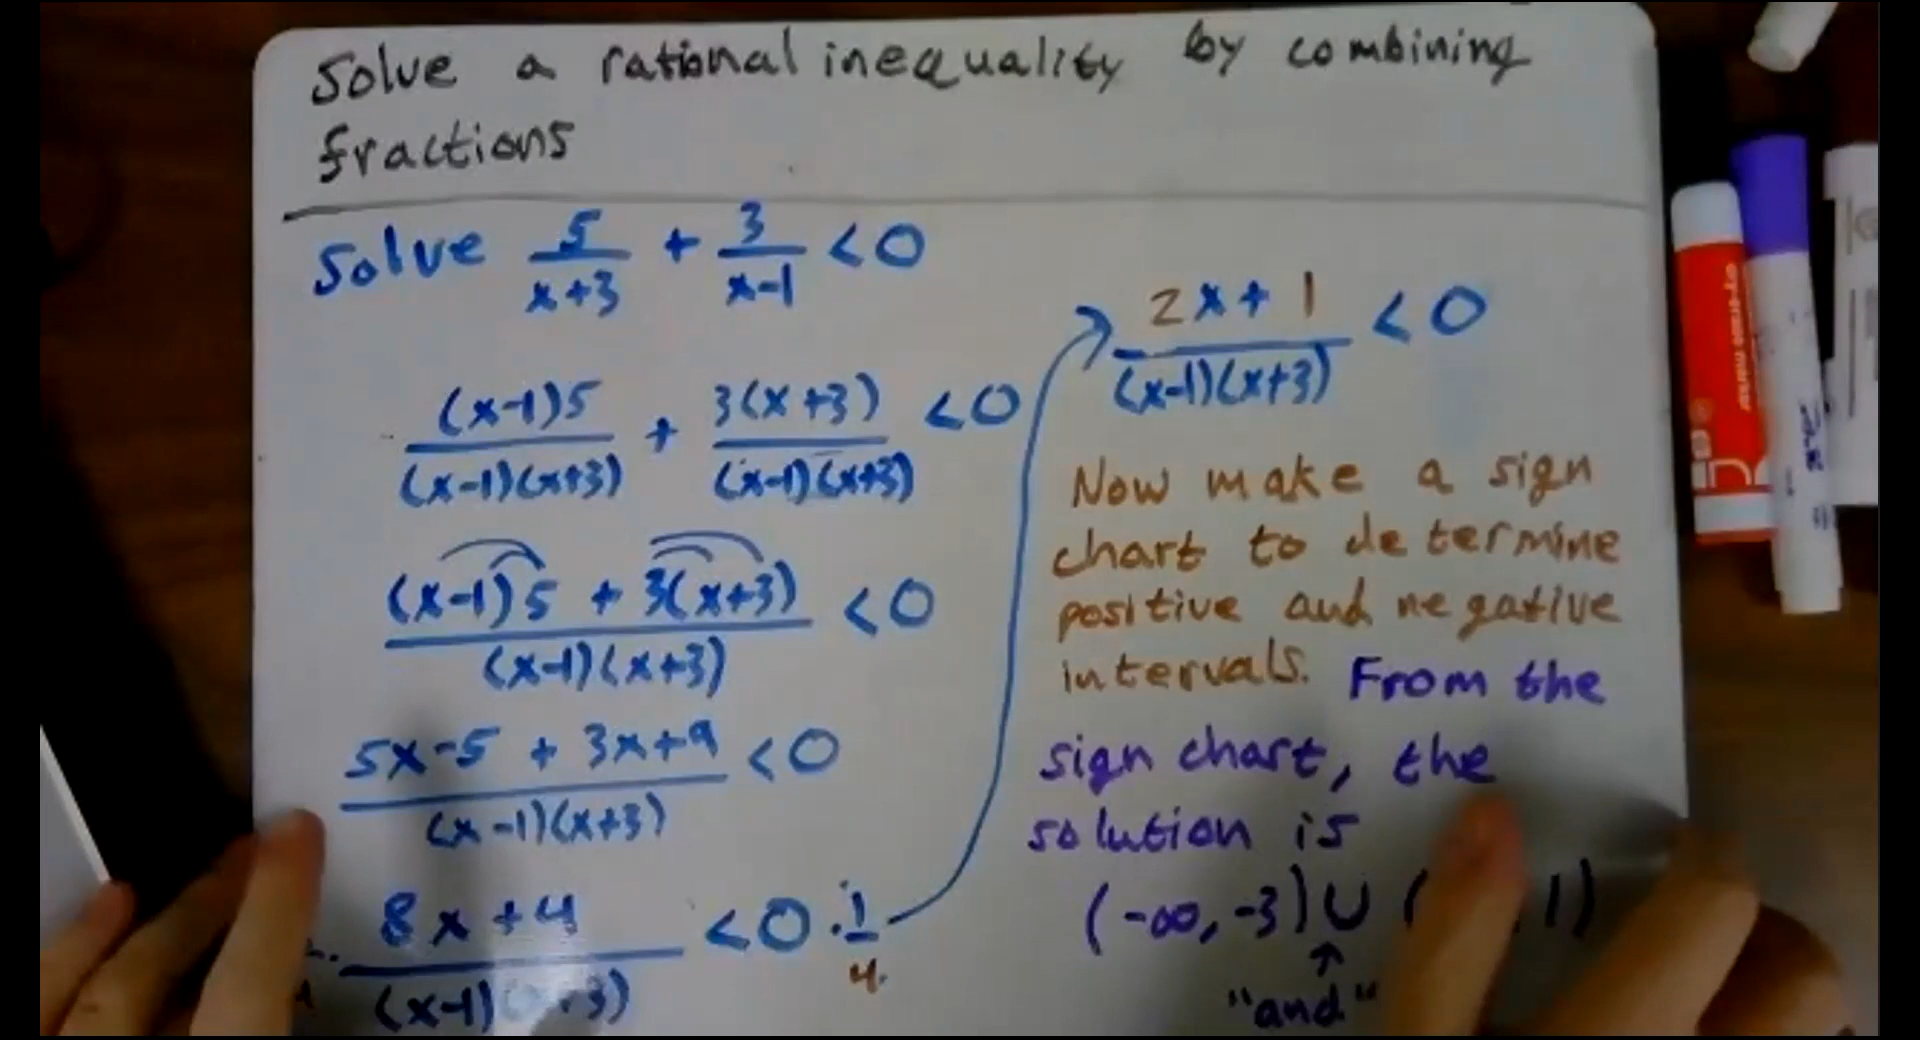 Solve a rational inequality by combining
fractions
Solve 5/(x+3) + 3/(x-1) < 0
(x-1)5/((x-1)(x+3)) + 3(x+3)/((x-1)(x+3)) < 0
((x-1)5 + 3(x+3))/((x-1)(x+3)) < 0
(5x-5 + 3x+9)/((x-1)(x+3)) < 0
(8x+4)/((x-1)(x+3)) < 0 · 1/4
(2x+1)/((x-1)(x+3)) < 0
Now make a sign
chart to determine
positive and negative
intervals. From the
sign chart, the
solution is
(-∞, -3) ∪ ( , 1)
↑
"and"